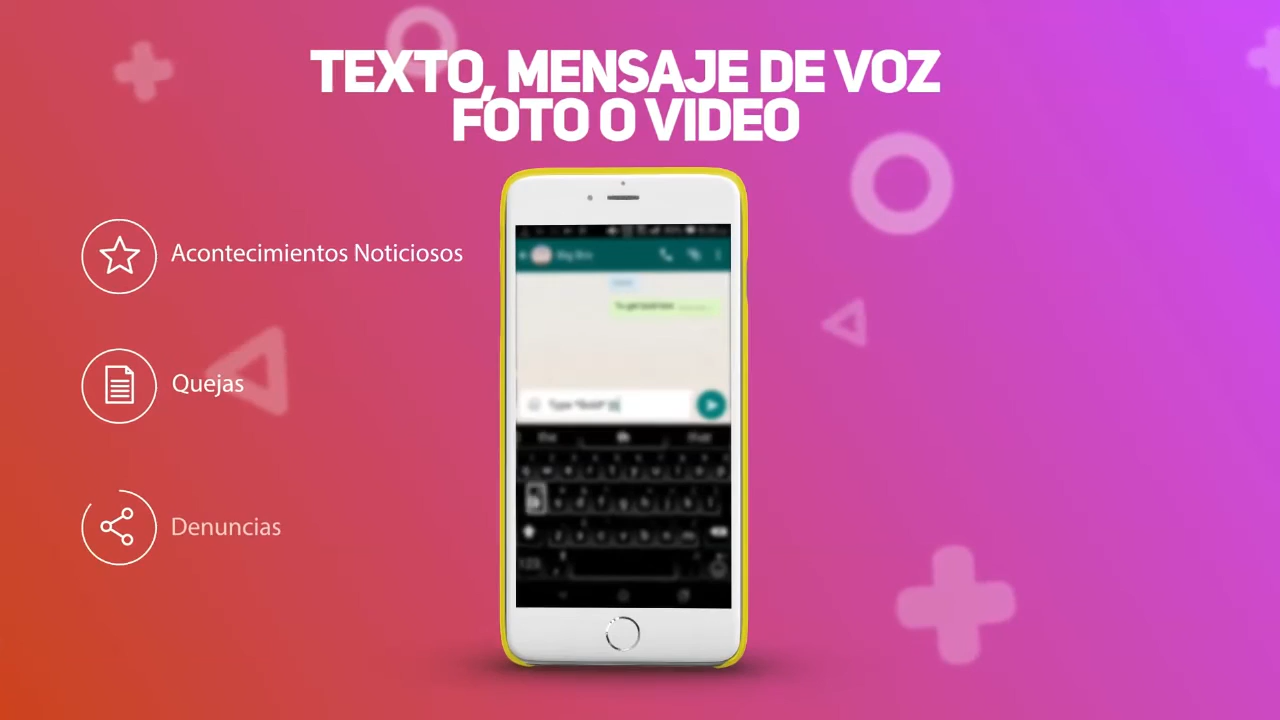 TEXTO, MENSAJE DE VOZ
FOTO O VIDEO
Acontecimientos Noticiosos
Quejas
Denuncias